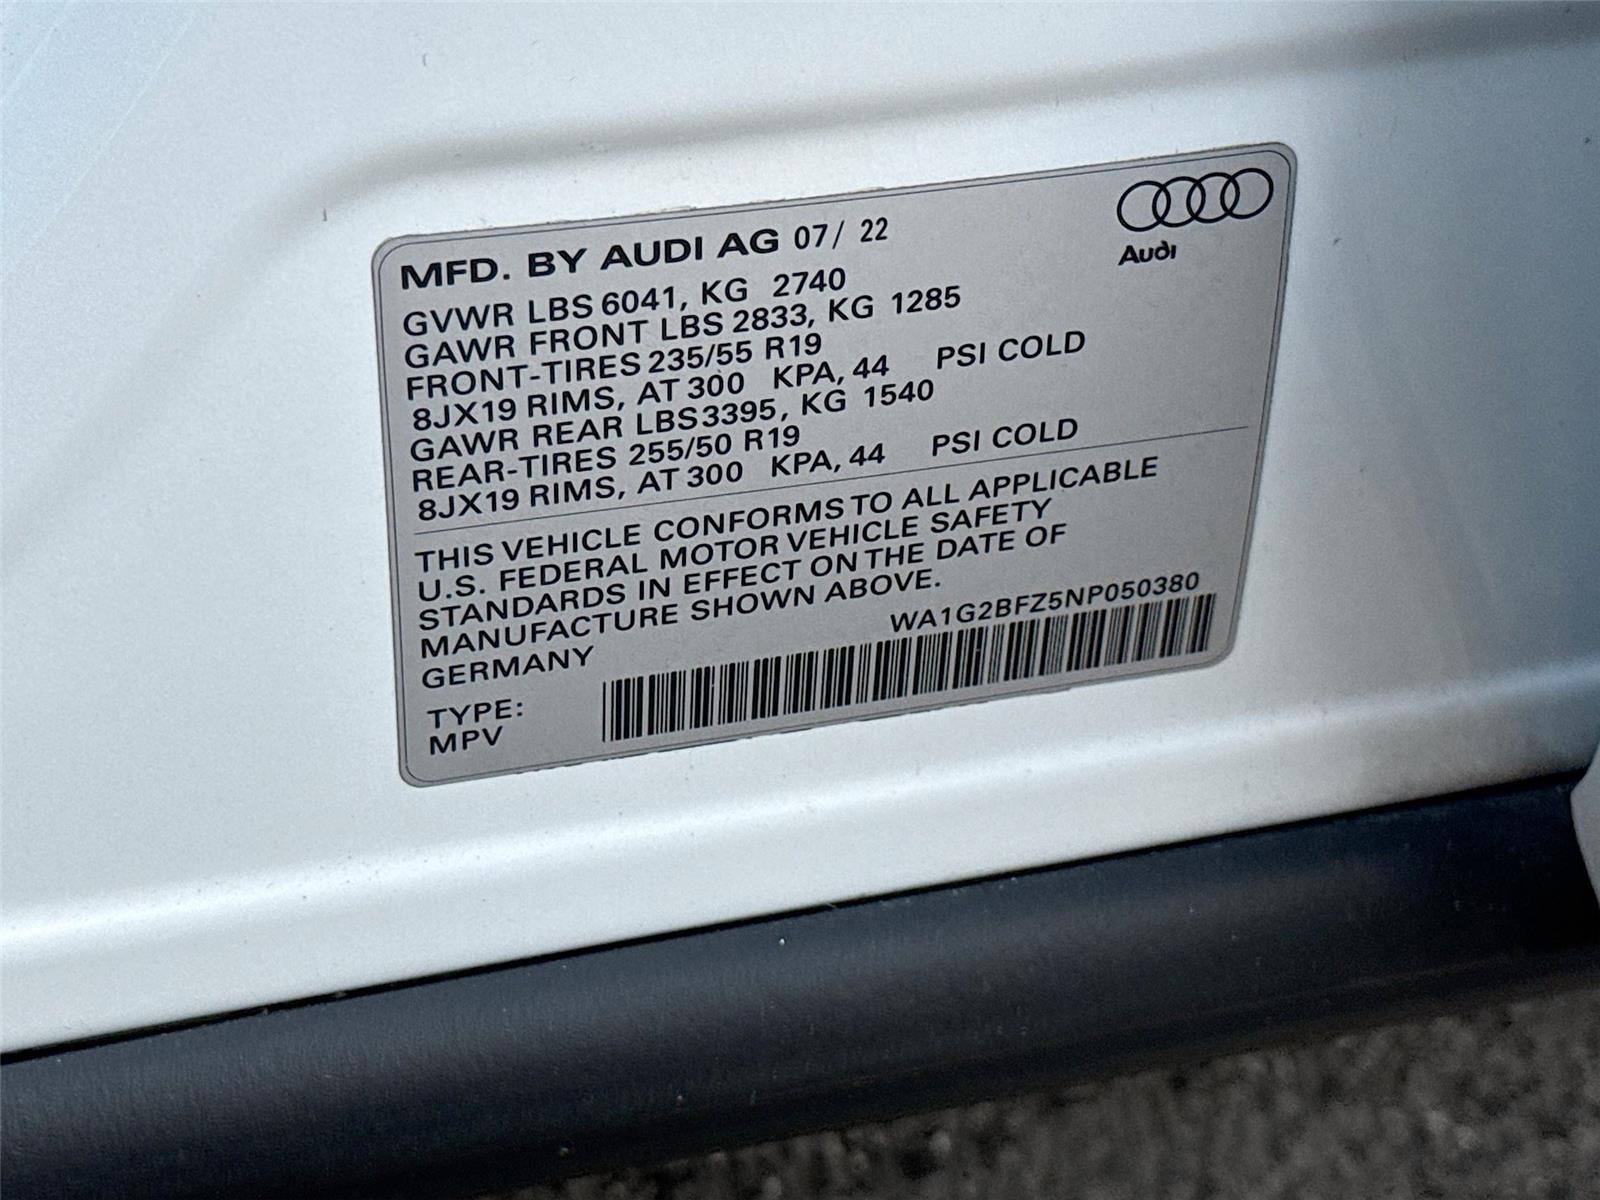 MFD. BY AUDI AG 07/ 22
Audi
GVWR LBS 6041, KG 2740
GAWR FRONT LBS 2833, KG 1285
FRONT-TIRES 235/55 R19
8JX19 RIMS, AT 300 KPA, 44 PSI COLD
GAWR REAR LBS3395, KG 1540
REAR-TIRES 255/50 R19
8JX19 RIMS, AT 300 KPA, 44 PSI COLD
THIS VEHICLE CONFORMS TO ALL APPLICABLE
U.S. FEDERAL MOTOR VEHICLE SAFETY
STANDARDS IN EFFECT ON THE DATE OF
MANUFACTURE SHOWN ABOVE.
WA1G2BFZ5NP050380
GERMANY
TYPE:
MPV